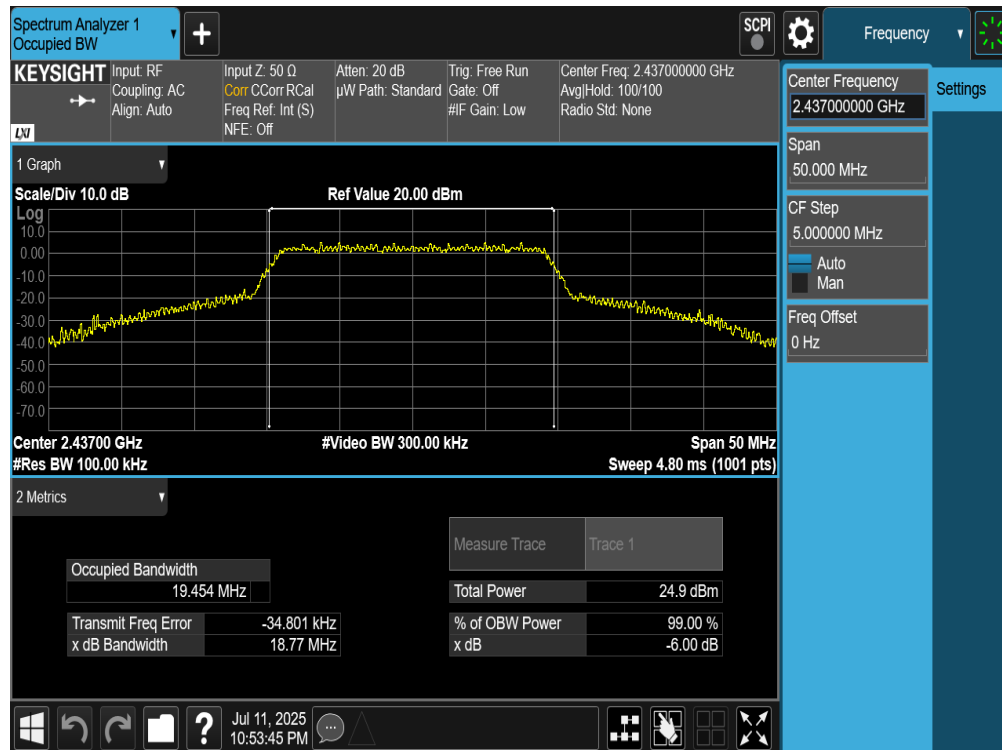 Spectrum Analyzer 1
Occupied BW
+
SCPI
Frequency
KEYSIGHT
LXI
Input: RF
Coupling: AC
Align: Auto
Input Z: 50 Ω
Corr CCorr RCal
Freq Ref: Int (S)
NFE: Off
Atten: 20 dB
µW Path: Standard
Trig: Free Run
Gate: Off
#IF Gain: Low
Center Freq: 2.437000000 GHz
Avg|Hold: 100/100
Radio Std: None
Center Frequency
2.437000000 GHz
Settings
Span
50.000 MHz
CF Step
5.000000 MHz
Auto
Man
Freq Offset
0 Hz
1 Graph
Scale/Div 10.0 dB
Ref Value 20.00 dBm
Log
10.0
0.00
-10.0
-20.0
-30.0
-40.0
-50.0
-60.0
-70.0
Center 2.43700 GHz
#Video BW 300.00 kHz
Span 50 MHz
#Res BW 100.00 kHz
Sweep 4.80 ms (1001 pts)
2 Metrics
Measure Trace
Trace 1
Occupied Bandwidth
19.454 MHz
Total Power
24.9 dBm
Transmit Freq Error
-34.801 kHz
% of OBW Power
99.00 %
x dB Bandwidth
18.77 MHz
x dB
-6.00 dB
?
Jul 11, 2025
10:53:45 PM